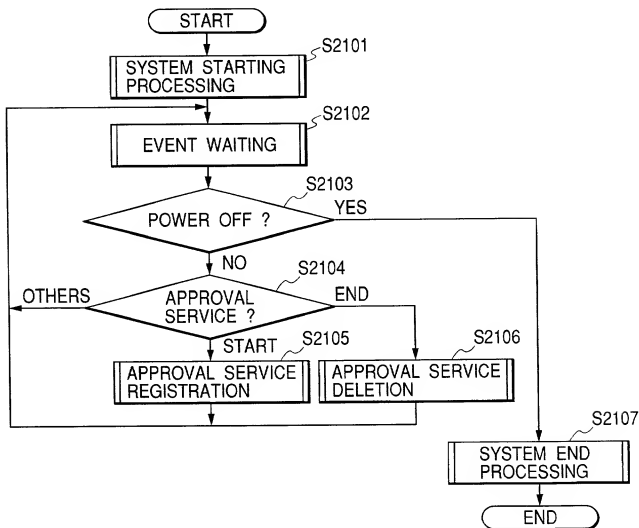 START
S2101
SYSTEM STARTING
PROCESSING
S2102
EVENT WAITING
S2103
POWER OFF ?
YES
NO
S2104
OTHERS
APPROVAL
SERVICE ?
END
START
S2105
S2106
APPROVAL SERVICE
REGISTRATION
APPROVAL SERVICE
DELETION
S2107
SYSTEM END
PROCESSING
END